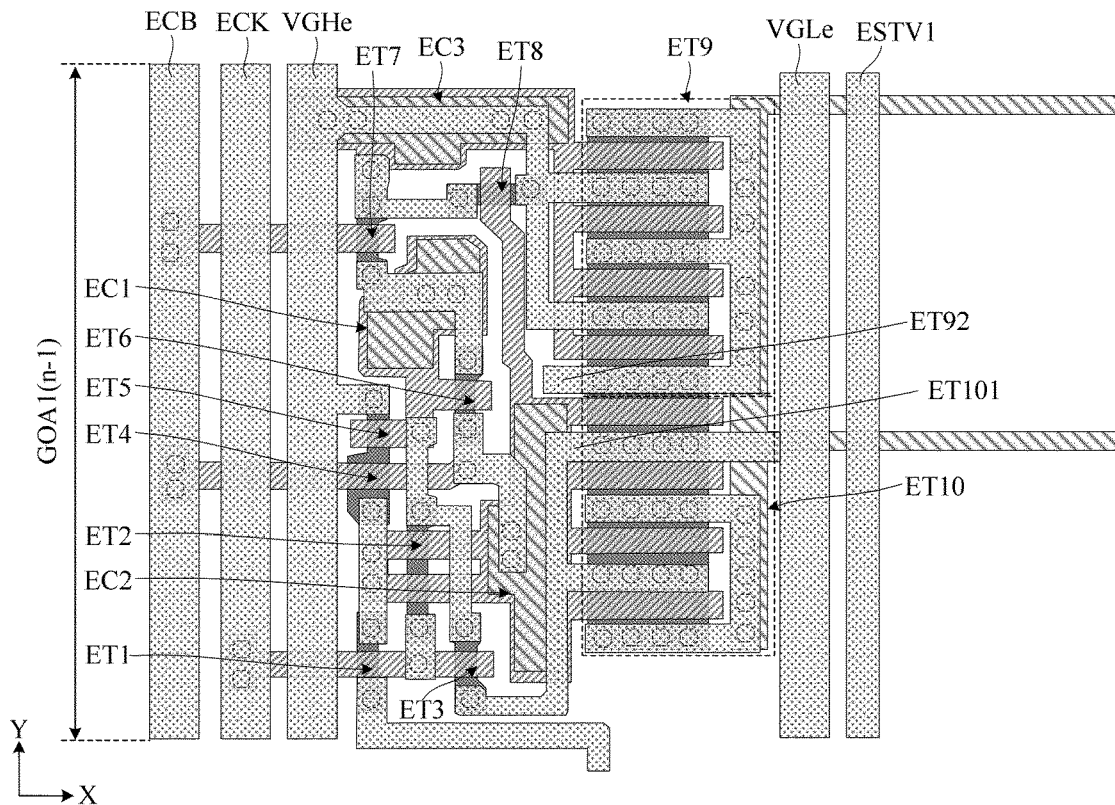 ECB
ECK
VGHe
ET7
EC3
ET8
ET9
VGLe
ESTV1
EC1
ET6
ET5
ET4
ET2
EC2
ET1
ET3
ET92
ET101
ET10
GOA1(n-1)
Y
X